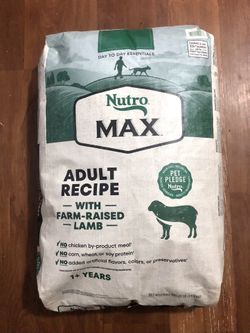 DAY TO DAY ESSENTIALS
Nutro
MAX
ADULT
RECIPE
WITH
FARM-RAISED
LAMB
PET
PLEDGE
Nutro
NO chicken by-product meal
NO corn, wheat, or soy protein
NO added artificial flavors, colors, or preservatives
1+ YEARS